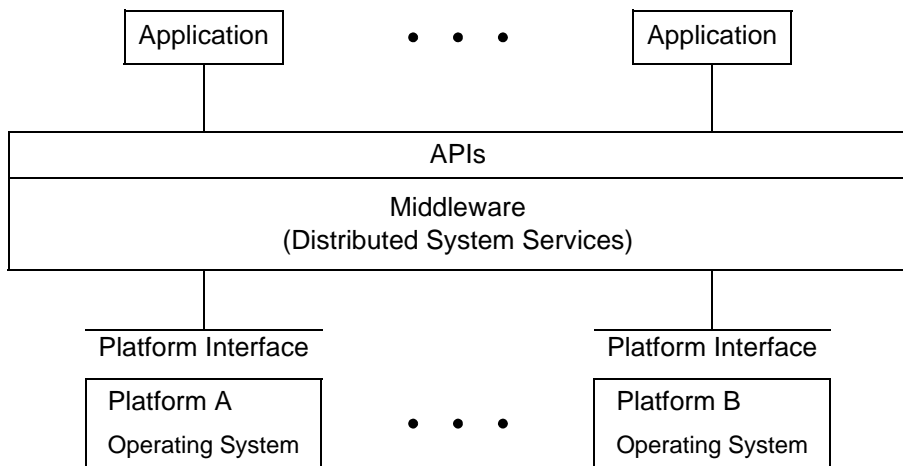 Application
Application
APIs
Middleware
(Distributed System Services)
Platform Interface
Platform Interface
Platform A
Operating System
Platform B
Operating System